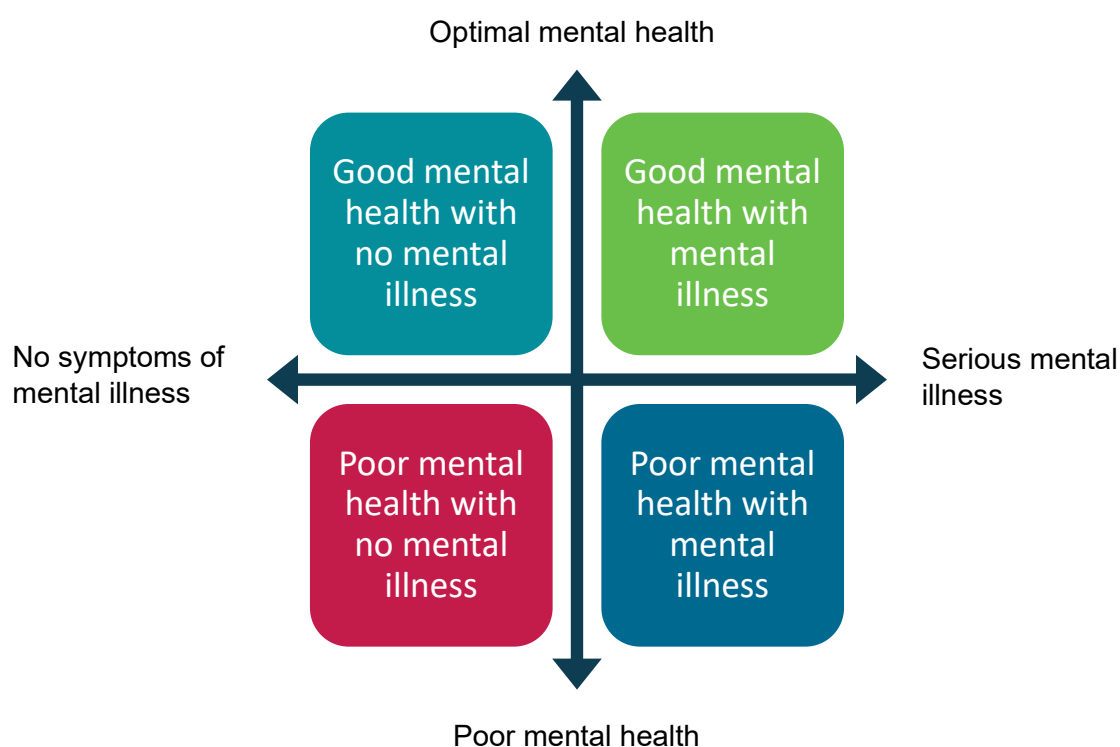 Optimal mental health
Good mental
health with
no mental
illness
Good mental
health with
mental
illness
No symptoms of
mental illness
Serious mental
illness
Poor mental
health with
no mental
illness
Poor mental
health with
mental
illness
Poor mental health